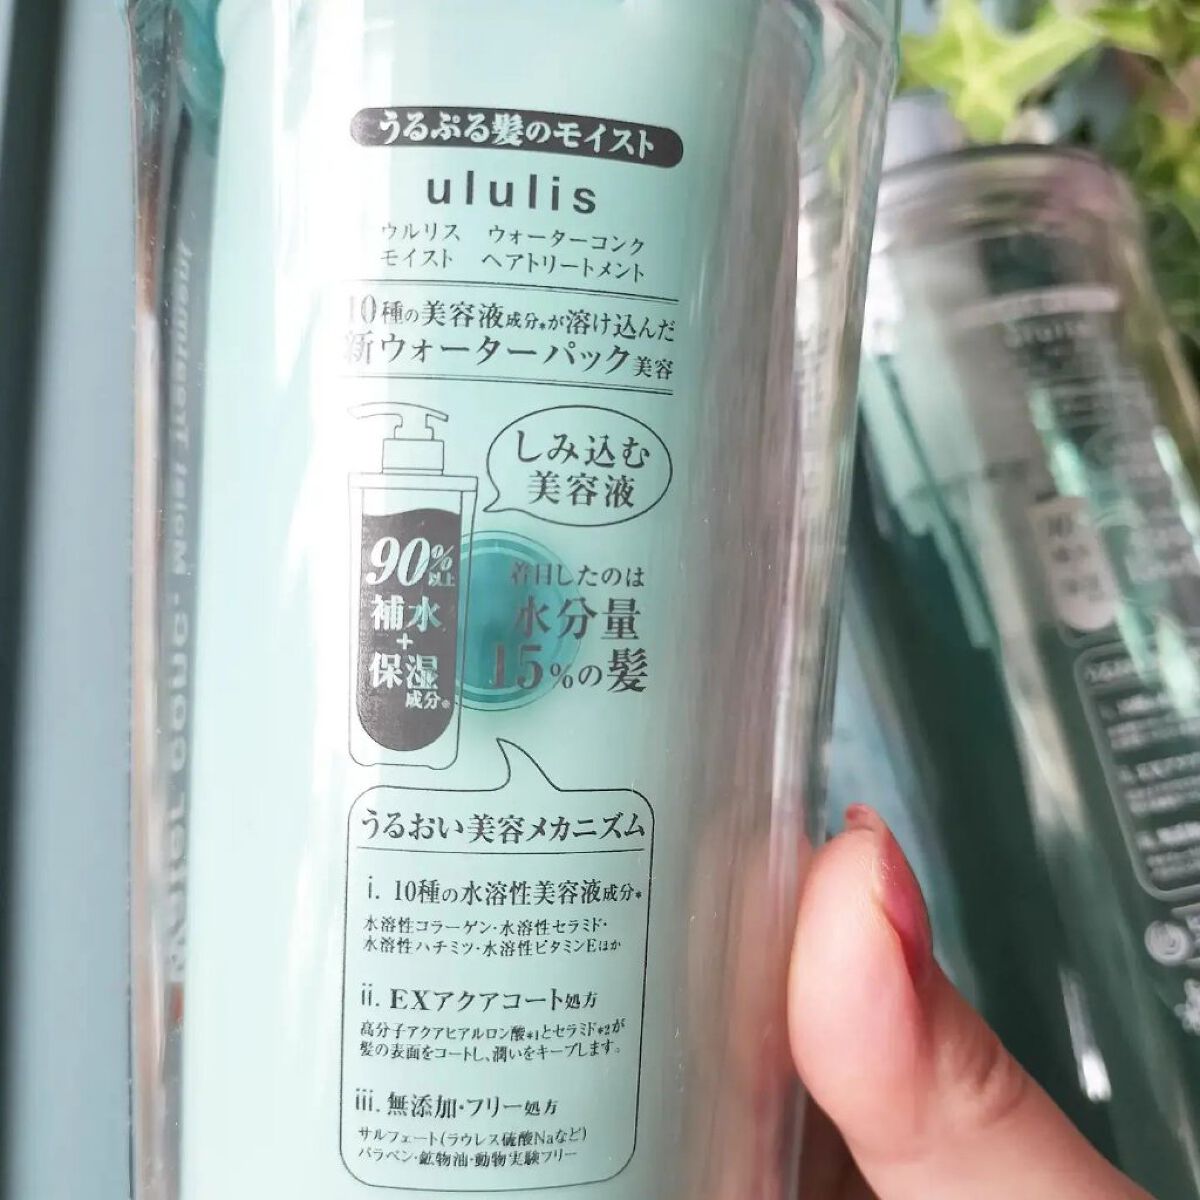 うるぷる髪のモイスト
ululis
ウルリス ウォーターコンク
モイスト ヘアトリートメント
10種の美容液成分*が溶け込んだ
新ウォーターパック美容
しみ込む
美容液
90%以上
補水
+
保湿
成分※
着目したのは
水分量
15%の髪
うるおい美容メカニズム
i. 10種の水溶性美容液成分*
水溶性コラーゲン・水溶性セラミド・
水溶性ハチミツ・水溶性ビタミンEほか
ii. EXアクアコート処方
高分子アクアヒアルロン酸*1とセラミド*2が
髪の表面をコートし、潤いをキープします。
iii. 無添加・フリー処方
サルフェート(ラウレス硫酸Naなど)
パラベン・鉱物油・動物実験フリー
Water Conc. Moist Treatment
ululis